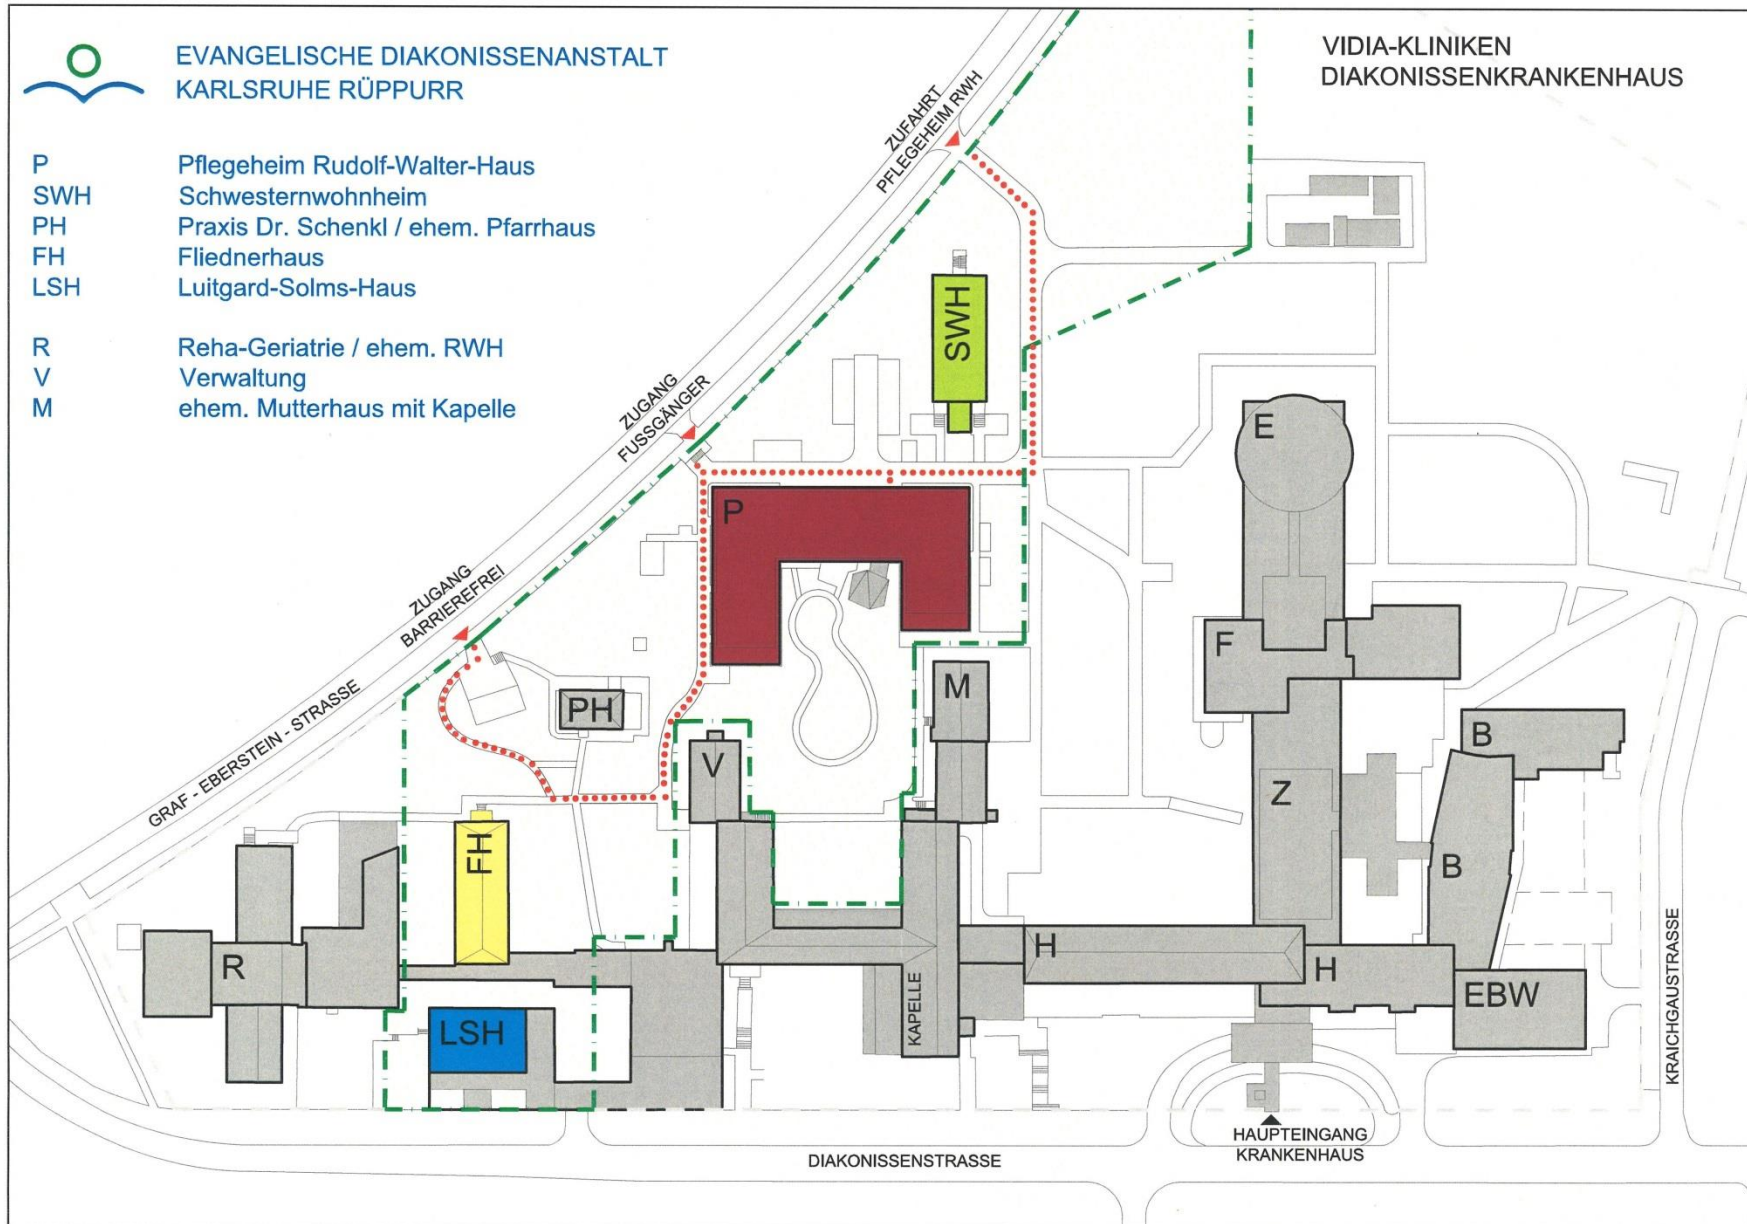 EVANGELISCHE DIAKONISSENANSTALT
KARLSRUHE RÜPPURR
VIDIA-KLINIKEN
DIAKONISSENKRANKENHAUS
P Pflegeheim Rudolf-Walter-Haus
SWH Schwesternwohnheim
PH Praxis Dr. Schenkl / ehem. Pfarrhaus
FH Fliednerhaus
LSH Luitgard-Solms-Haus
R Reha-Geriatrie / ehem. RWH
V Verwaltung
M ehem. Mutterhaus mit Kapelle
ZUFAHRT
PFLEGEHEIM RWH
ZUGANG
FUSSGÄNGER
ZUGANG
BARRIEREFREI
GRAF - EBERSTEIN - STRASSE
SWH
E
P
F
M
PH
B
V
Z
FH
B
R
H
H
KAPELLE
EBW
LSH
KRAICHGAUSTRASSE
HAUPTEINGANG
KRANKENHAUS
DIAKONISSENSTRASSE